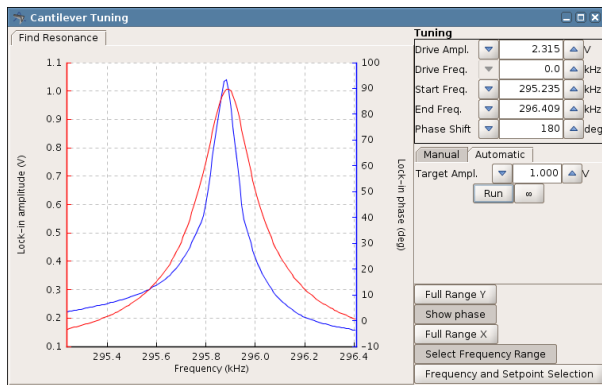 Cantilever Tuning
Find Resonance
1.1
1.0
0.9
0.8
0.7
0.6
0.5
0.4
0.3
0.2
0.1
Lock-in amplitude (V)
100
90
80
70
60
50
40
30
20
10
0
-10
Lock-in phase (deg)
295.4 295.6 295.8 296.0 296.2 296.4
Frequency (kHz)
Tuning
Drive Ampl. 2.315 V
Drive Freq. 0.0 kHz
Start Freq. 295.235 kHz
End Freq. 296.409 kHz
Phase Shift 180 deg
Manual Automatic
Target Ampl. 1.000 V
Run ∞
Full Range Y
Show phase
Full Range X
Select Frequency Range
Frequency and Setpoint Selection